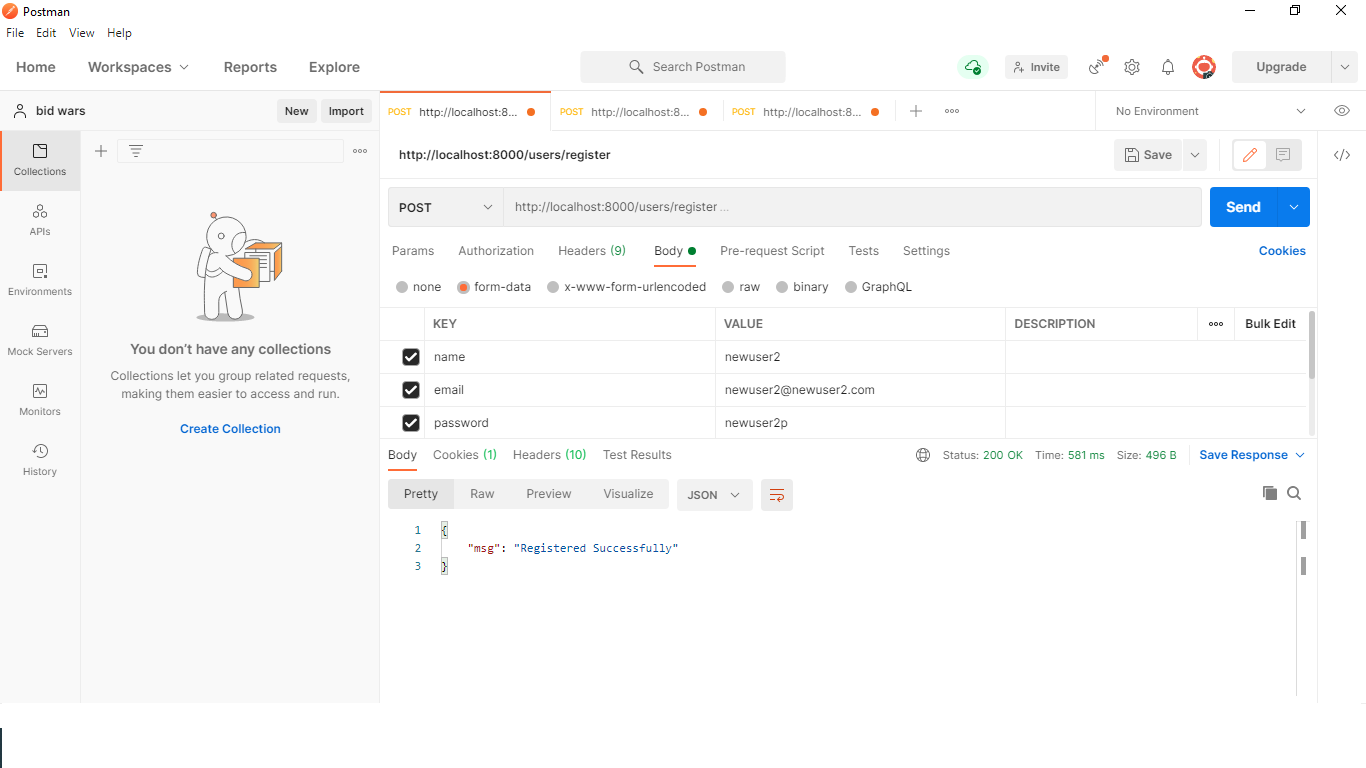 Postman
File Edit View Help
Home Workspaces Reports Explore Search Postman Invite Upgrade
bid wars New Import
POST http://localhost:8... POST http://localhost:8... POST http://localhost:8... No Environment
http://localhost:8000/users/register Save
POST http://localhost:8000/users/register ... Send
Params Authorization Headers (9) Body Pre-request Script Tests Settings Cookies
none form-data x-www-form-urlencoded raw binary GraphQL
KEY VALUE DESCRIPTION Bulk Edit
name newuser2
email newuser2@newuser2.com
password newuser2p
Collections
APIs
Environments
Mock Servers
Monitors
History
You don't have any collections
Collections let you group related requests,
making them easier to access and run.
Create Collection
Body Cookies (1) Headers (10) Test Results Status: 200 OK Time: 581 ms Size: 496 B Save Response
Pretty Raw Preview Visualize JSON
1 {
2 "msg": "Registered Successfully"
3 }